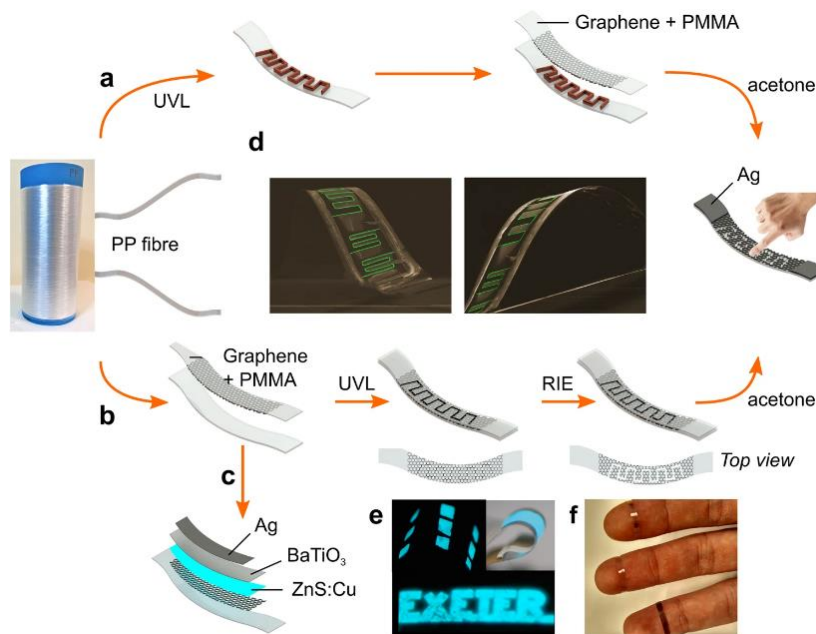 a
UVL
Graphene + PMMA
acetone
d
Ag
PP fibre
Graphene
+ PMMA
b
UVL
RIE
acetone
Top view
c
Ag
BaTiO₃
ZnS:Cu
e
EXETER
f